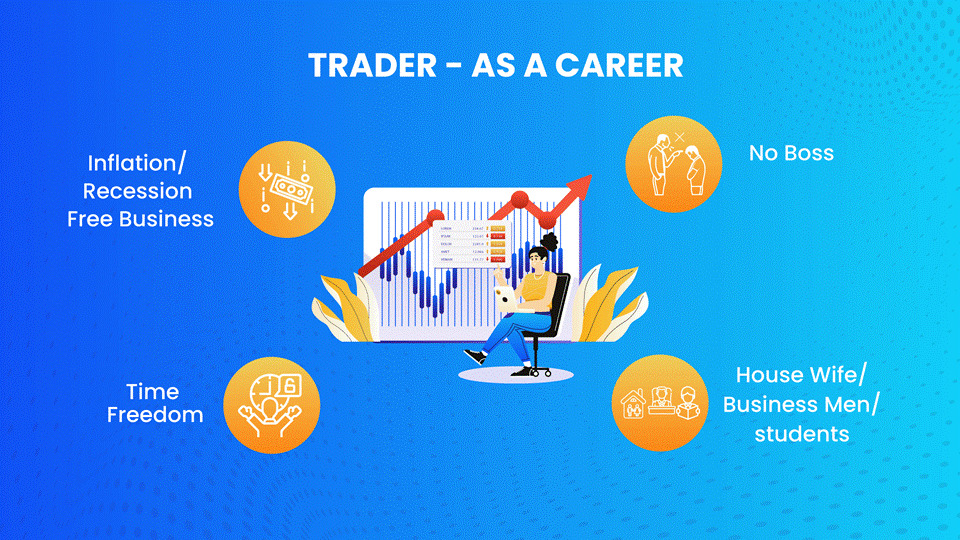 TRADER - AS A CAREER
Inflation/
Recession
Free Business
No Boss
Time
Freedom
House Wife/
Business Men/
students